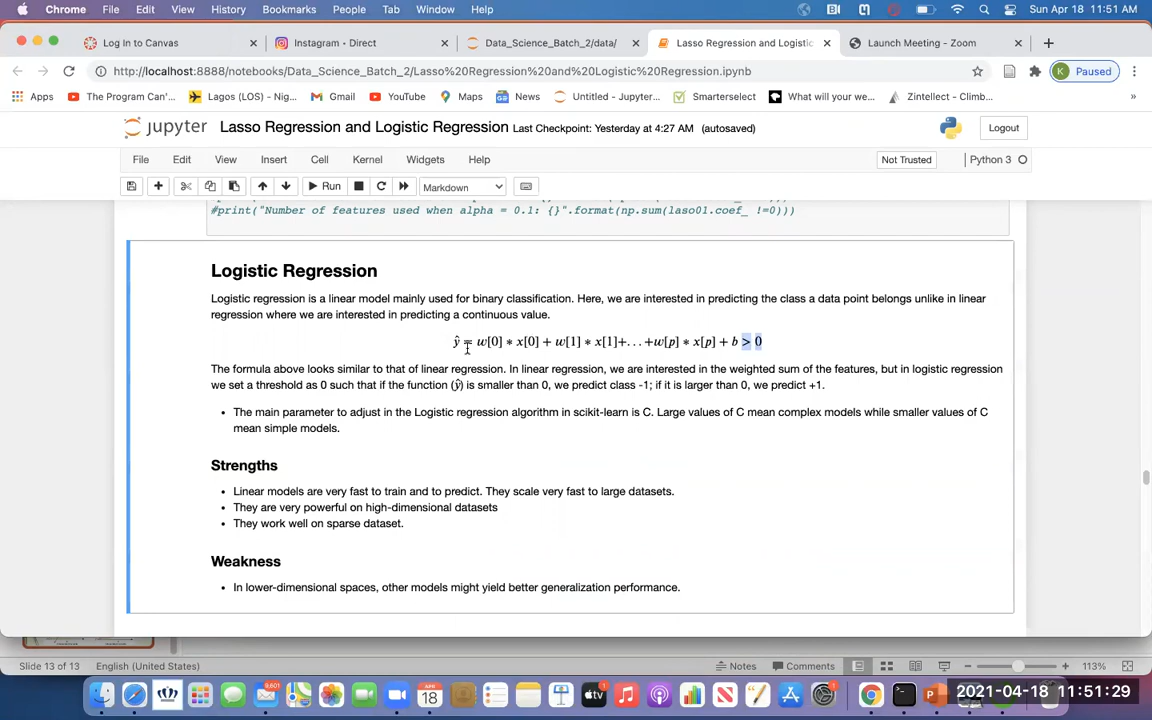 Chrome File Edit View History Bookmarks People Tab Window Help Sun Apr 18 11:51 AM
Log In to Canvas Instagram • Direct Data_Science_Batch_2/data/ Lasso Regression and Logistic Launch Meeting - Zoom
http://localhost:8888/notebooks/Data_Science_Batch_2/Lasso%20Regression%20and%20Logistic%20Regression.ipynb K Paused
Apps The Program Can'... Lagos (LOS) - Nig... Gmail YouTube Maps News Untitled - Jupyter... Smarterselect What will your we... Zintellect - Climb... »
jupyter Lasso Regression and Logistic Regression Last Checkpoint: Yesterday at 4:27 AM (autosaved) Logout
File Edit View Insert Cell Kernel Widgets Help Not Trusted Python 3
Run Markdown
#print("Number of features used when alpha = 0.1: {}".format(np.sum(laso01.coef_ !=0)))
Logistic Regression
Logistic regression is a linear model mainly used for binary classification. Here, we are interested in predicting the class a data point belongs unlike in linear
regression where we are interested in predicting a continuous value.
ŷ = w[0] * x[0] + w[1] * x[1]+. . . +w[p] * x[p] + b > 0
The formula above looks similar to that of linear regression. In linear regression, we are interested in the weighted sum of the features, but in logistic regression
we set a threshold as 0 such that if the function (ŷ) is smaller than 0, we predict class -1; if it is larger than 0, we predict +1.
• The main parameter to adjust in the Logistic regression algorithm in scikit-learn is C. Large values of C mean complex models while smaller values of C
mean simple models.
Strengths
• Linear models are very fast to train and to predict. They scale very fast to large datasets.
• They are very powerful on high-dimensional datasets
• They work well on sparse dataset.
Weakness
• In lower-dimensional spaces, other models might yield better generalization performance.
Slide 13 of 13 English (United States) Notes Comments 113%
9,601 APR 18 tv 1
2021-04-18 11:51:29